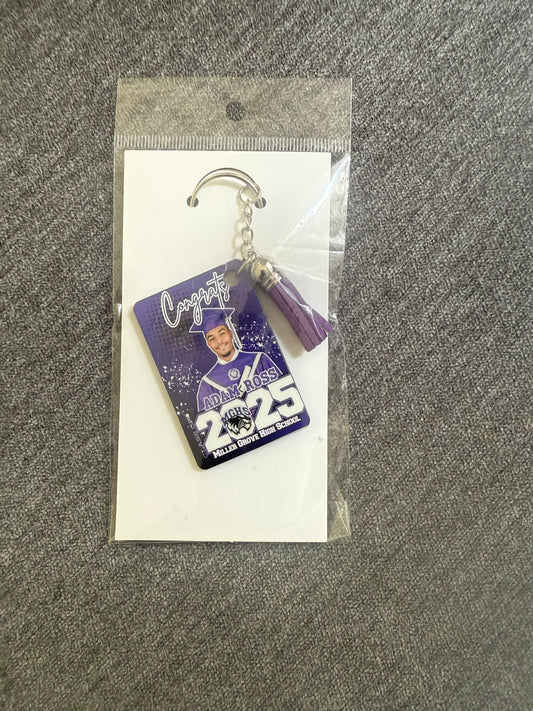 Congrats
ADAM ROSS
MGHS
2025
MILLER GROVE HIGH SCHOOL